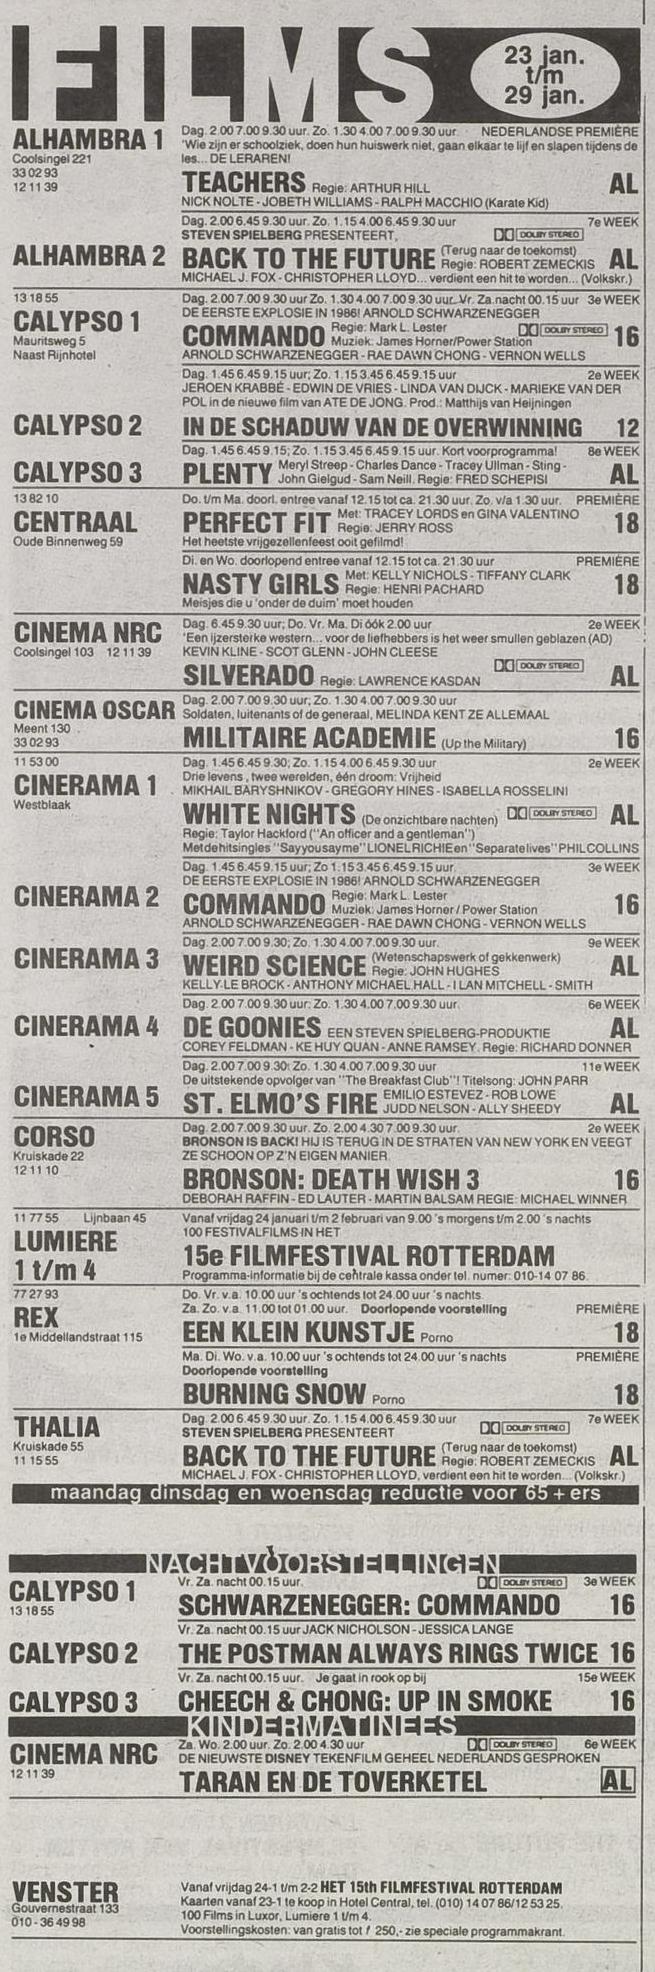 FILMS
23 jan.
t/m
29 jan.
ALHAMBRA 1
Coolsingel 221
33 02 93
12 11 39
Dag. 2.00 7.00 9.30 uur. Zo. 1.30 4.00 7.00 9.30 uur. NEDERLANDSE PREMIÈRE
'Wie zijn er schoolziek, doen hun huiswerk niet, gaan elkaar te lijf en slapen tijdens de
les... DE LERAREN!
TEACHERS Regie: ARTHUR HILL AL
NICK NOLTE - JOBETH WILLIAMS - RALPH MACCHIO (Karate Kid)
ALHAMBRA 2
Dag. 2.00 6.45 9.30 uur. Zo. 1.15 4.00 6.45 9.30 uur 7e WEEK
STEVEN SPIELBERG PRESENTEERT, DOLBY STEREO
BACK TO THE FUTURE (Terug naar de toekomst) AL
Regie: ROBERT ZEMECKIS
MICHAEL J. FOX - CHRISTOPHER LLOYD... verdient een hit te worden... (Volkskr.)
13 18 55
CALYPSO 1
Mauritsweg 5
Naast Rijnhotel
Dag. 2.00 7.00 9.30 uur Zo. 1.30 4.00 7.00 9.30 uur. Vr. Za. nacht 00.15 uur 3e WEEK
DE EERSTE EXPLOSIE IN 1986! ARNOLD SCHWARZENEGGER
COMMANDO Regie: Mark L. Lester DOLBY STEREO 16
Muziek: James Horner/Power Station
ARNOLD SCHWARZENEGGER - RAE DAWN CHONG - VERNON WELLS
CALYPSO 2
Dag. 1.45 6.45 9.15 uur; Zo. 1.15 3.45 6.45 9.15 uur 2e WEEK
JEROEN KRABBÉ - EDWIN DE VRIES - LINDA VAN DIJCK - MARIEKE VAN DER
POL in de nieuwe film van ATE DE JONG. Prod.: Matthijs van Heijningen
IN DE SCHADUW VAN DE OVERWINNING 12
CALYPSO 3
Dag. 1.45 6.45 9.15; Zo. 1.15 3.45 6.45 9.15 uur. Kort voorprogramma! 8e WEEK
PLENTY Meryl Streep - Charles Dance - Tracey Ullman - Sting - AL
John Gielgud - Sam Neill. Regie: FRED SCHEPISI
13 82 10
CENTRAAL
Oude Binnenweg 59
Do. t/m Ma. doorl. entree vanaf 12.15 tot ca. 21.30 uur. Zo. v/a 1.30 uur. PREMIÈRE
PERFECT FIT Met: TRACEY LORDS en GINA VALENTINO 18
Regie: JERRY ROSS
Het heetste vrijgezellenfeest ooit gefilmd!
Di. en Wo. doorlopend entree vanaf 12.15 tot ca. 21.30 uur PREMIÈRE
NASTY GIRLS Met: KELLY NICHOLS - TIFFANY CLARK 18
Regie: HENRI PACHARD
Meisjes die u 'onder de duim' moet houden
CINEMA NRC
Coolsingel 103 12 11 39
Dag. 6.45 9.30 uur; Do. Vr. Ma. Di óók 2.00 uur 2e WEEK
'Een ijzersterke western... voor de liefhebbers is het weer smullen geblazen (AD)
KEVIN KLINE - SCOT GLENN - JOHN CLEESE
SILVERADO Regie: LAWRENCE KASDAN DOLBY STEREO AL
CINEMA OSCAR
Meent 130
33 02 93
Dag. 2.00 7.00 9.30 uur; Zo. 1.30 4.00 7.00 9.30 uur
Soldaten, luitenants of de generaal, MELINDA KENT ZE ALLEMAAL
MILITAIRE ACADEMIE (Up the Military) 16
11 53 00
CINERAMA 1
Westblaak
Dag. 1.45 6.45 9.30; Zo. 1.15 4.00 6.45 9.30 uur 2e WEEK
Drie levens, twee werelden, één droom: Vrijheid
MIKHAIL BARYSHNIKOV - GREGORY HINES - ISABELLA ROSSELINI
WHITE NIGHTS (De onzichtbare nachten) DOLBY STEREO AL
Regie: Taylor Hackford ("An officer and a gentleman")
Met de hitsingles "Say you say me" LIONEL RICHIE en "Separate lives" PHIL COLLINS
CINERAMA 2
Dag. 1.45 6.45 9.15 uur; Zo 1.15 3.45 6.45 9.15 uur. 3e WEEK
DE EERSTE EXPLOSIE IN 1986! ARNOLD SCHWARZENEGGER
COMMANDO Regie: Mark L. Lester 16
Muziek: James Horner / Power Station
ARNOLD SCHWARZENEGGER - RAE DAWN CHONG - VERNON WELLS
CINERAMA 3
Dag. 2.00 7.00 9.30; Zo. 1.30 4.00 7.00 9.30 uur. 9e WEEK
WEIRD SCIENCE (Wetenschapswerk of gekkenwerk) AL
Regie: JOHN HUGHES
KELLY-LE BROCK - ANTHONY MICHAEL HALL - ILAN MITCHELL - SMITH
CINERAMA 4
Dag. 2.00 7.00 9.30 uur; Zo. 1.30 4.00 7.00 9.30 uur. 6e WEEK
DE GOONIES EEN STEVEN SPIELBERG-PRODUKTIE AL
COREY FELDMAN - KE HUY QUAN - ANNE RAMSEY. Regie: RICHARD DONNER
CINERAMA 5
Dag. 2.00 7.00 9.30; Zo. 1.30 4.00 7.00 9.30 uur 11e WEEK
De uitstekende opvolger van "The Breakfast Club"! Titelsong: JOHN PARR
ST. ELMO'S FIRE EMILIO ESTEVEZ - ROB LOWE AL
JUDD NELSON - ALLY SHEEDY
CORSO
Kruiskade 22
12 11 10
Dag. 2.00 7.00 9.30 uur. Zo. 2.00 4.30 7.00 9.30 uur. 2e WEEK
BRONSON IS BACK! HIJ IS TERUG IN DE STRATEN VAN NEW YORK EN VEEGT
ZE SCHOON OP Z'N EIGEN MANIER.
BRONSON: DEATH WISH 3 16
DEBORAH RAFFIN - ED LAUTER - MARTIN BALSAM REGIE: MICHAEL WINNER
11 77 55 Lijnbaan 45
LUMIERE
1 t/m 4
Vanaf vrijdag 24 januari t/m 2 februari van 9.00 's morgens t/m 2.00 's nachts
100 FESTIVALFILMS IN HET
15e FILMFESTIVAL ROTTERDAM
Programma-informatie bij de centrale kassa onder tel. numer: 010-14 07 86.
77 27 93
REX
1e Middellandstraat 115
Do. Vr. v.a. 10.00 uur 's ochtends tot 24.00 uur 's nachts.
Za. Zo. v.a. 11.00 tot 01.00 uur. Doorlopende voorstelling PREMIÈRE
EEN KLEIN KUNSTJE Porno 18
Ma. Di. Wo. v.a. 10.00 uur 's ochtends tot 24.00 uur 's nachts PREMIÈRE
Doorlopende voorstelling
BURNING SNOW Porno 18
THALIA
Kruiskade 55
11 15 55
Dag. 2.00 6.45 9.30 uur. Zo. 1.15 4.00 6.45 9.30 uur 7e WEEK
STEVEN SPIELBERG PRESENTEERT DOLBY STEREO
BACK TO THE FUTURE (Terug naar de toekomst) AL
Regie: ROBERT ZEMECKIS
MICHAEL J. FOX - CHRISTOPHER LLOYD, verdient een hit te worden... (Volkskr.)
maandag dinsdag en woensdag reductie voor 65+ers
NACHTVOORSTELLINGEN
CALYPSO 1
13 18 55
Vr. Za. nacht 00.15 uur. DOLBY STEREO 3e WEEK
SCHWARZENEGGER: COMMANDO 16
CALYPSO 2
Vr. Za. nacht 00.15 uur JACK NICHOLSON - JESSICA LANGE
THE POSTMAN ALWAYS RINGS TWICE 16
CALYPSO 3
Vr. Za. nacht 00.15 uur. Je gaat in rook op bij 15e WEEK
CHEECH & CHONG: UP IN SMOKE 16
KINDERMATINEES
CINEMA NRC
12 11 39
Za. Wo. 2.00 uur. Zo. 2.00 4.30 uur DOLBY STEREO 6e WEEK
DE NIEUWSTE DISNEY TEKENFILM GEHEEL NEDERLANDS GESPROKEN
TARAN EN DE TOVERKETEL AL
VENSTER
Gouvernestraat 133
010 - 36 49 98
Vanaf vrijdag 24-1 t/m 2-2 HET 15th FILMFESTIVAL ROTTERDAM
Kaarten vanaf 23-1 te koop in Hotel Central, tel. (010) 14 07 86/12 53 25.
100 Films in Luxor, Lumiere 1 t/m 4.
Voorstellingskosten: van gratis tot f 250,- zie speciale programmakrant.